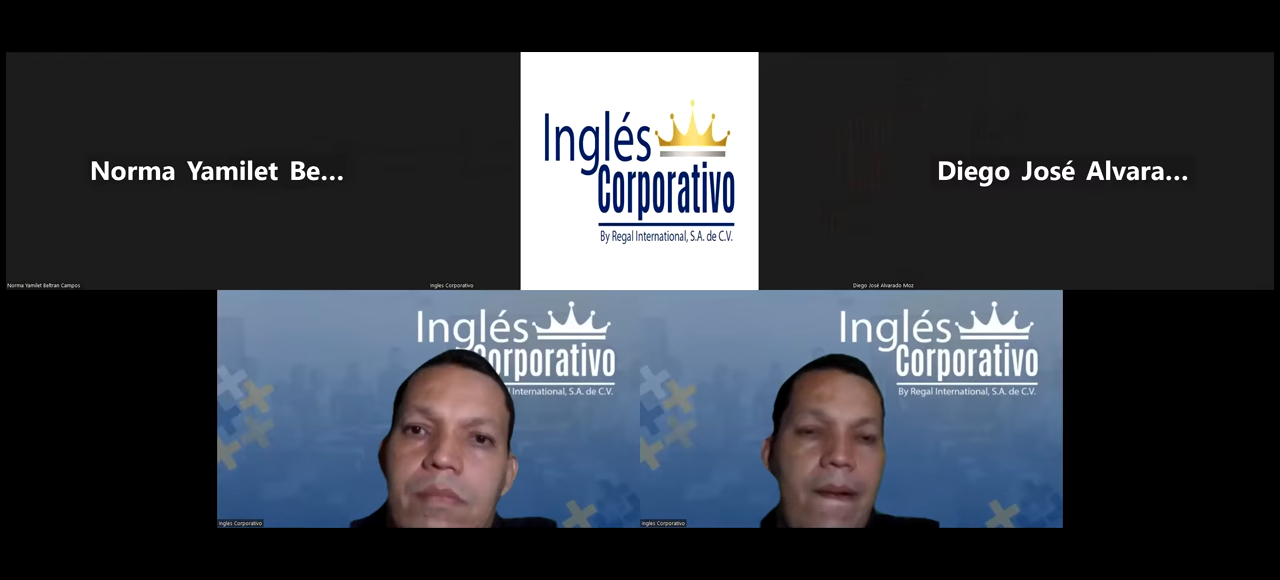 Norma Yamilet Be...
Inglés
Corporativo
By Regal International, S.A. de C.V.
Diego José Alvara...
Norma Yamilet Beltran Campos
Ingles Corporativo
Diego José Alvarado Moz
Inglés
Corporativo
l International, S.A. de C.V.
Ingles Corporativo
Inglés
Corporativo
By Regal International, S.A. de C.V.
Ingles Corporativo